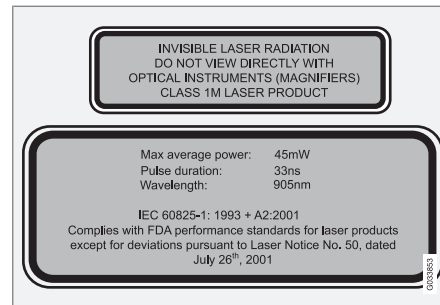 INVISIBLE LASER RADIATION
DO NOT VIEW DIRECTLY WITH
OPTICAL INSTRUMENTS (MAGNIFIERS)
CLASS 1M LASER PRODUCT
Max average power: 45mW
Pulse duration: 33ns
Wavelength: 905nm
IEC 60825-1: 1993 + A2:2001
Complies with FDA performance standards for laser products
except for deviations pursuant to Laser Notice No. 50, dated
July 26th, 2001
G033853